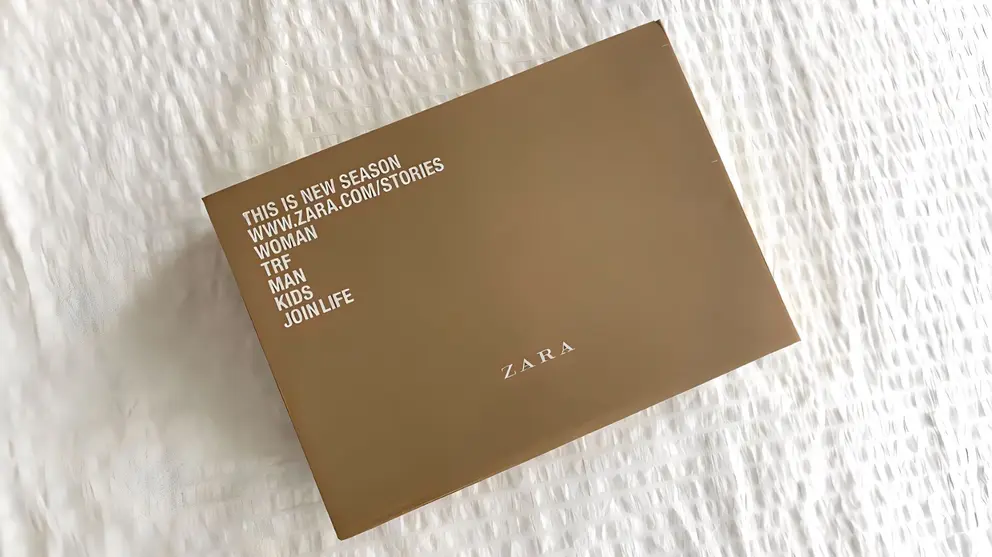 THIS IS NEW SEASON
WWW.ZARA.COM/STORIES
WOMAN
TRF
MAN
KIDS
JOIN LIFE
ZARA